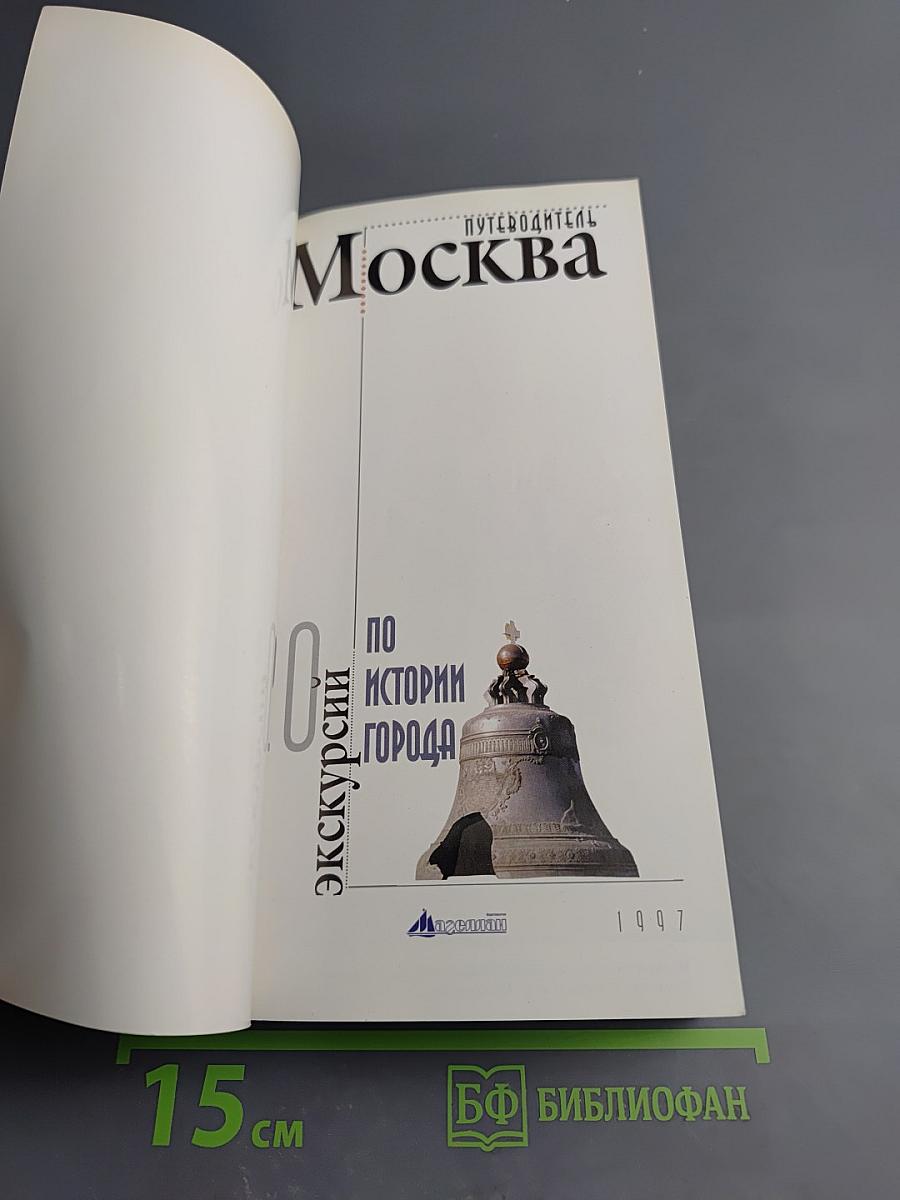 ПУТЕВОДИТЕЛЬ
Москва
20
экскурсий
ПО
ИСТОРИИ
ГОРОДА
Магеллан
1997
15 см
БФ БИБЛИОФАН